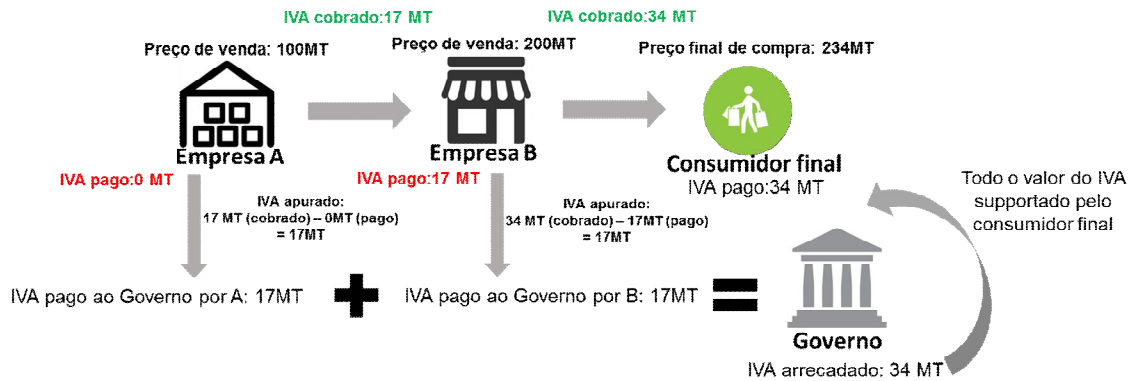 IVA cobrado:17 MT
IVA cobrado:34 MT
Preço de venda: 100MT
Preço de venda: 200MT
Preço final de compra: 234MT
Empresa A
Empresa B
Consumidor final
IVA pago:0 MT
IVA pago:17 MT
IVA pago:34 MT
IVA apurado:
17 MT (cobrado) – 0MT (pago)
= 17MT
IVA apurado:
34 MT (cobrado) – 17MT (pago)
= 17MT
Todo o valor do IVA
supportado pelo
consumidor final
IVA pago ao Governo por A: 17MT
+
IVA pago ao Governo por B: 17MT
=
Governo
IVA arrecadado: 34 MT